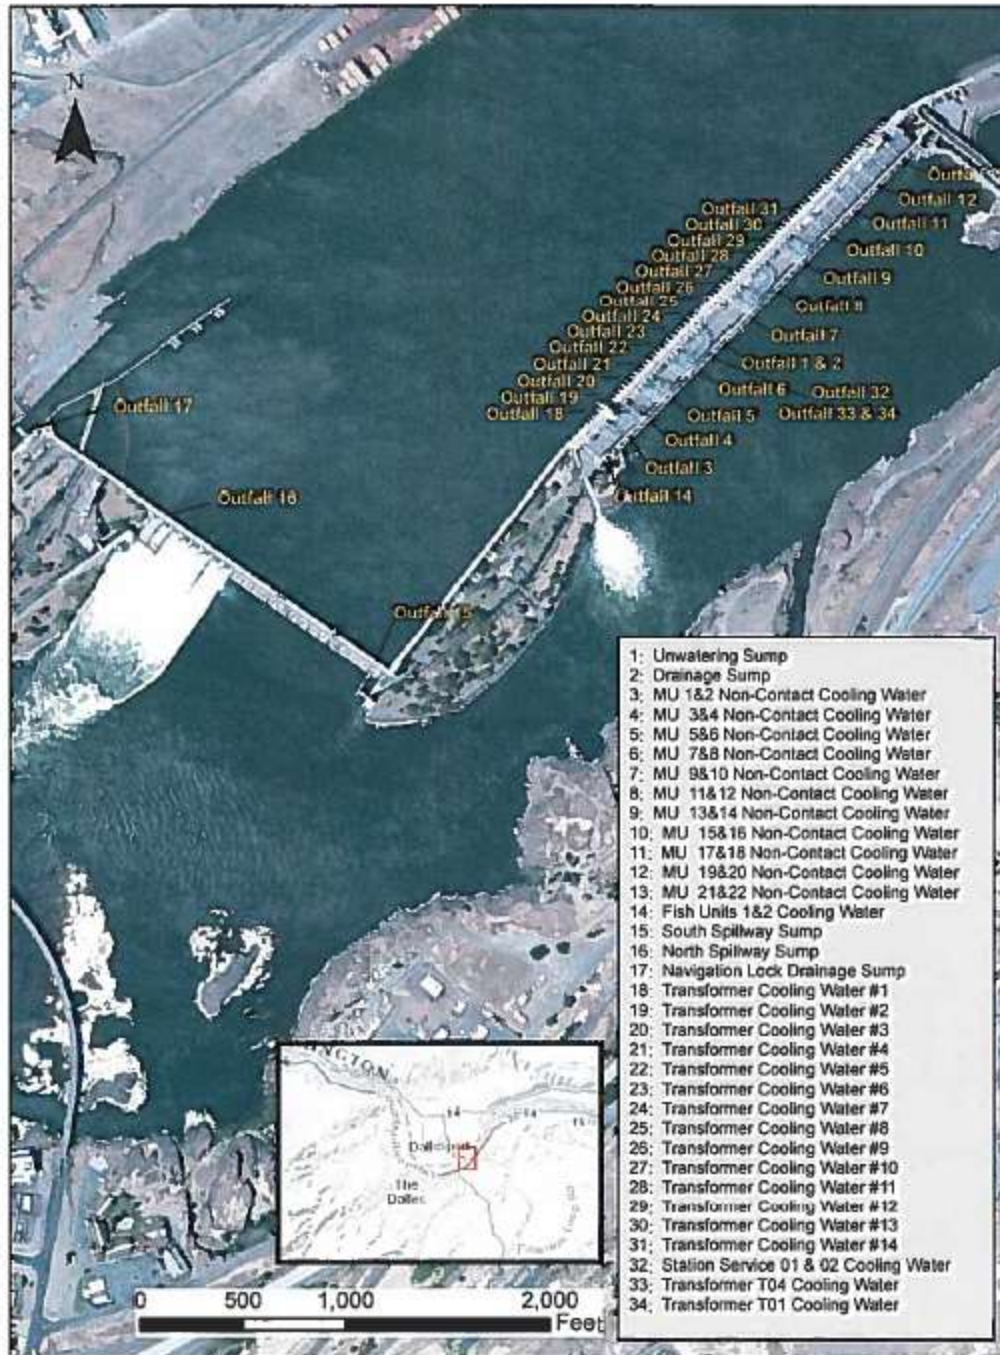 N
Outfall 12
Outfall 31
Outfall 30
Outfall 11
Outfall 29
Outfall 10
Outfall 28
Outfall 27
Outfall 9
Outfall 26
Outfall 25
Outfall 8
Outfall 24
Outfall 23
Outfall 7
Outfall 22
Outfall 21
Outfall 1 & 2
Outfall 20
Outfall 6
Outfall 32
Outfall 19
Outfall 17
Outfall 18
Outfall 5
Outfall 33 & 34
Outfall 4
Outfall 3
Outfall 14
Outfall 16
Outfall 15
1: Unwatering Sump
2: Drainage Sump
3: MU 1&2 Non-Contact Cooling Water
4: MU 3&4 Non-Contact Cooling Water
5: MU 5&6 Non-Contact Cooling Water
6: MU 7&8 Non-Contact Cooling Water
7: MU 9&10 Non-Contact Cooling Water
8: MU 11&12 Non-Contact Cooling Water
9: MU 13&14 Non-Contact Cooling Water
10: MU 15&16 Non-Contact Cooling Water
11: MU 17&18 Non-Contact Cooling Water
12: MU 19&20 Non-Contact Cooling Water
13: MU 21&22 Non-Contact Cooling Water
14: Fish Units 1&2 Cooling Water
15: South Spillway Sump
16: North Spillway Sump
17: Navigation Lock Drainage Sump
18: Transformer Cooling Water #1
19: Transformer Cooling Water #2
20: Transformer Cooling Water #3
21: Transformer Cooling Water #4
22: Transformer Cooling Water #5
23: Transformer Cooling Water #6
24: Transformer Cooling Water #7
25: Transformer Cooling Water #8
26: Transformer Cooling Water #9
27: Transformer Cooling Water #10
28: Transformer Cooling Water #11
29: Transformer Cooling Water #12
30: Transformer Cooling Water #13
31: Transformer Cooling Water #14
32: Station Service 01 & 02 Cooling Water
33: Transformer T04 Cooling Water
34: Transformer T01 Cooling Water
14
14
The
Dalles
0 500 1,000 2,000
Feet